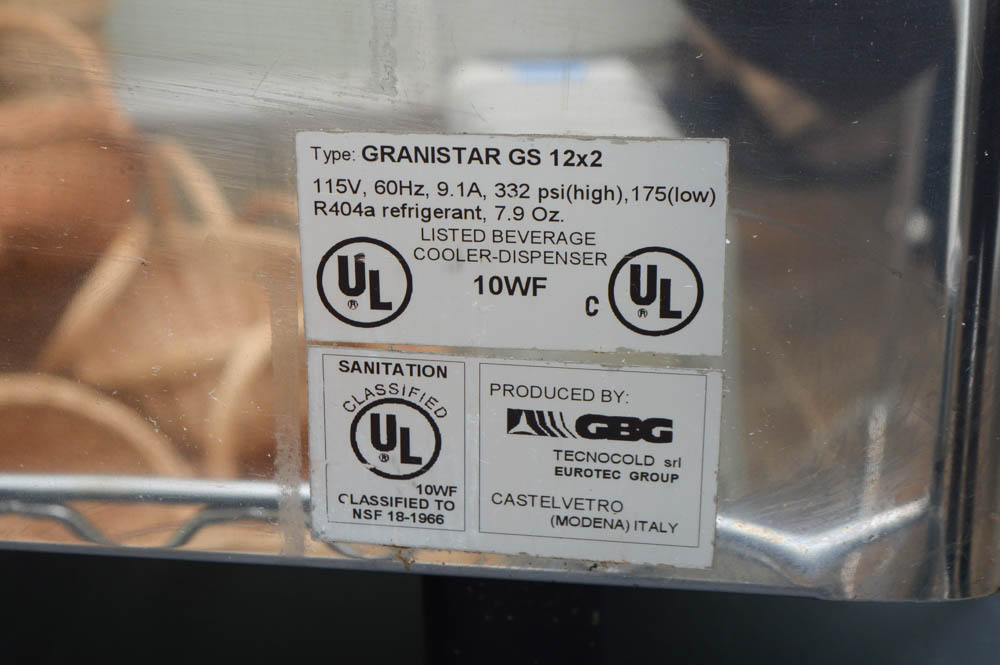 Type: GRANISTAR GS 12x2
115V, 60Hz, 9.1A, 332 psi(high),175(low)
R404a refrigerant, 7.9 Oz.
LISTED BEVERAGE
COOLER-DISPENSER
10WF
UL ®
C UL ®
SANITATION
CLASSIFIED
UL ®
10WF
CLASSIFIED TO
NSF 18-1966
PRODUCED BY:
GBG
TECNOCOLD srl
EUROTEC GROUP
CASTELVETRO
(MODENA) ITALY